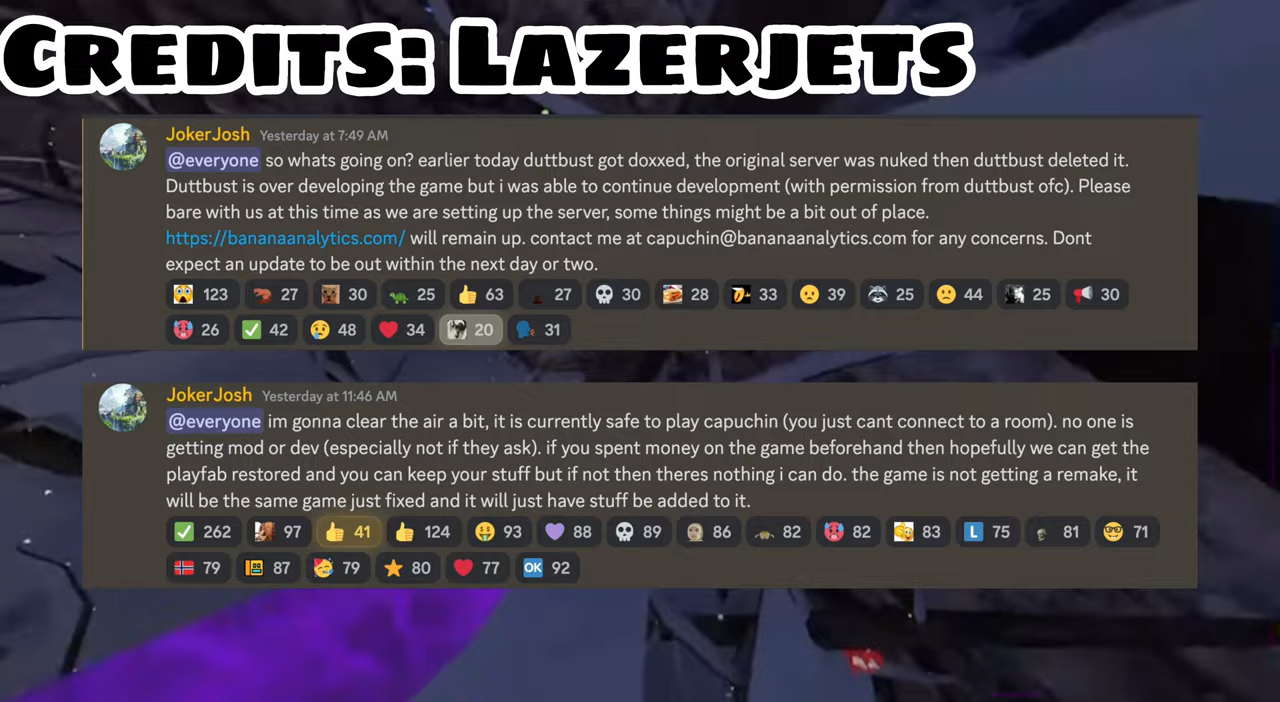 CREDITS: LAZERJETS
JokerJosh Yesterday at 7:49 AM
@everyone so whats going on? earlier today duttbust got doxxed, the original server was nuked then duttbust deleted it.
Duttbust is over developing the game but i was able to continue development (with permission from duttbust ofc). Please
bare with us at this time as we are setting up the server, some things might be a bit out of place.
https://bananaanalytics.com/ will remain up. contact me at capuchin@bananaanalytics.com for any concerns. Dont
expect an update to be out within the next day or two.
123 27 30 25 63 27 30 28 33 39 25 44 25 30
26 42 48 34 20 31
JokerJosh Yesterday at 11:46 AM
@everyone im gonna clear the air a bit, it is currently safe to play capuchin (you just cant connect to a room). no one is
getting mod or dev (especially not if they ask). if you spent money on the game beforehand then hopefully we can get the
playfab restored and you can keep your stuff but if not then theres nothing i can do. the game is not getting a remake, it
will be the same game just fixed and it will just have stuff be added to it.
262 97 41 124 93 88 89 86 82 82 83 L 75 81 71
79 87 79 80 77 OK 92